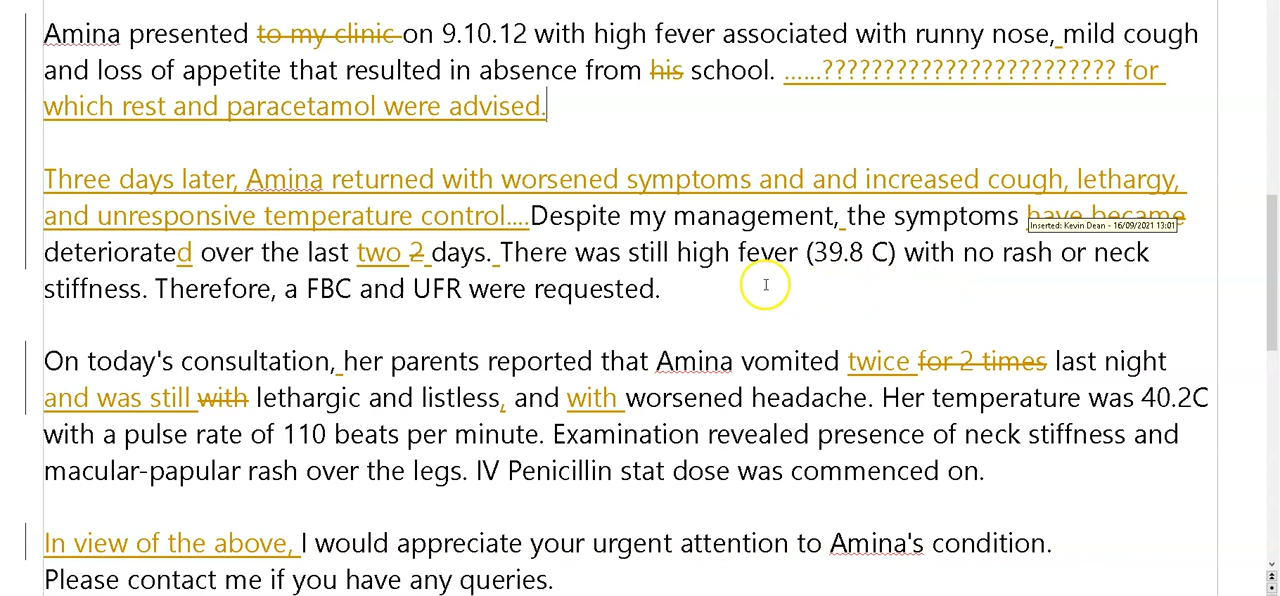 Amina presented to my clinic on 9.10.12 with high fever associated with runny nose, mild cough
and loss of appetite that resulted in absence from his school. ......???????????????????????? for
which rest and paracetamol were advised.
Three days later, Amina returned with worsened symptoms and and increased cough, lethargy,
and unresponsive temperature control....Despite my management, the symptoms have became
Inserted: Kevin Dean - 16/09/2021 13:01
deteriorated over the last two 2 days. There was still high fever (39.8 C) with no rash or neck
stiffness. Therefore, a FBC and UFR were requested.
On today's consultation, her parents reported that Amina vomited twice for 2 times last night
and was still with lethargic and listless, and with worsened headache. Her temperature was 40.2C
with a pulse rate of 110 beats per minute. Examination revealed presence of neck stiffness and
macular-papular rash over the legs. IV Penicillin stat dose was commenced on.
In view of the above, I would appreciate your urgent attention to Amina's condition.
Please contact me if you have any queries.